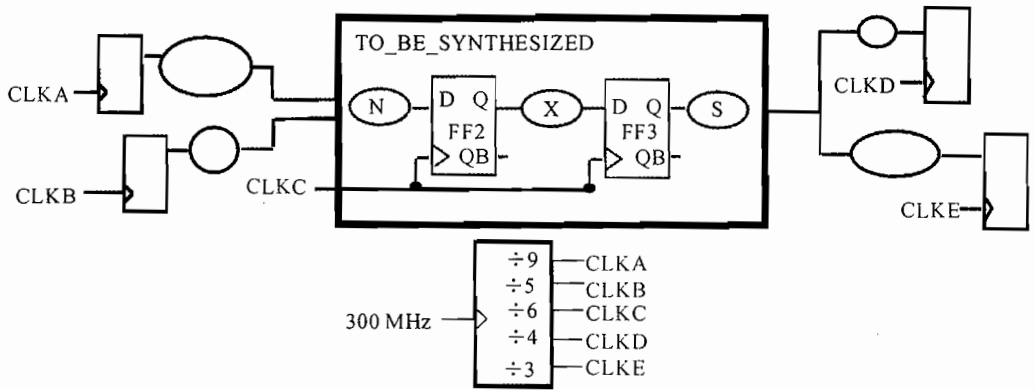 TO_BE_SYNTHESIZED
CLKA
N
D Q
FF2
QB
X
D Q
FF3
QB
S
CLKD
CLKB
CLKC
CLKE
300 MHz
÷9 CLKA
÷5 CLKB
÷6 CLKC
÷4 CLKD
÷3 CLKE